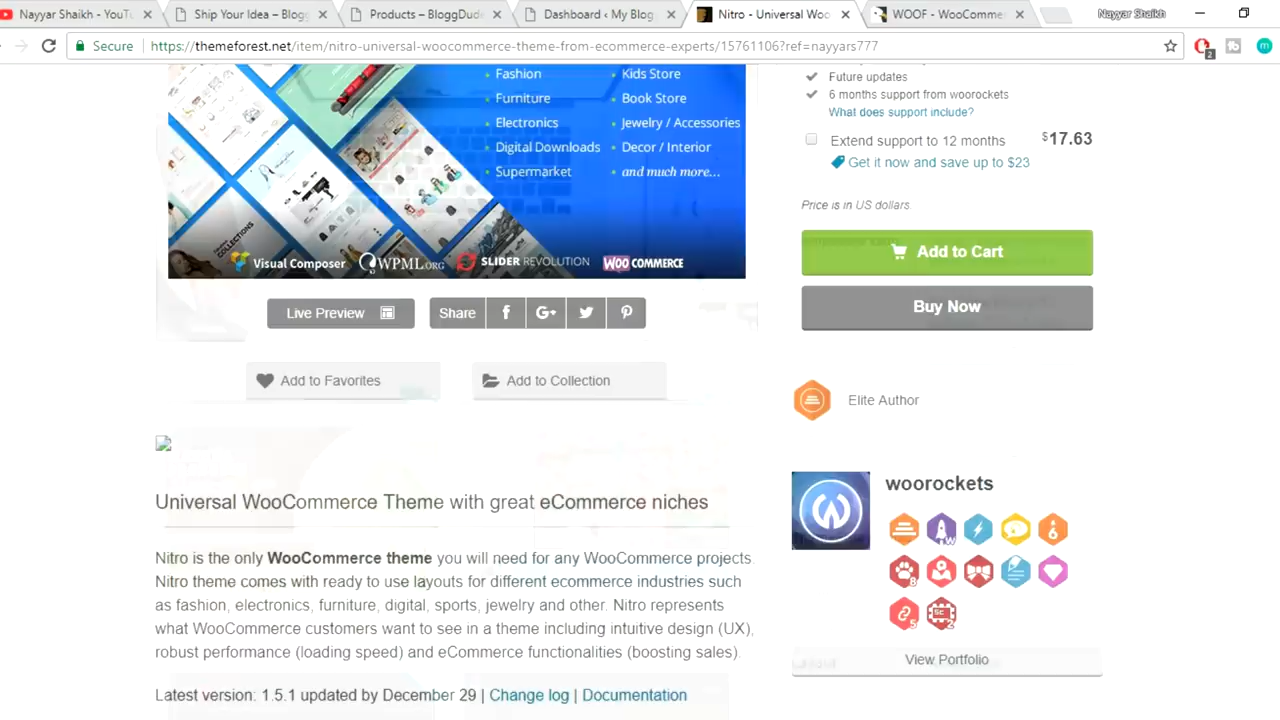 Nayyar Shaikh - YouTu
Ship Your Idea – Blogg
Products – BloggDude
Dashboard ‹ My Blog
Nitro - Universal Woo
WOOF - WooComme
Nayyar Shaikh
Secure
https://themeforest.net/item/nitro-universal-woocommerce-theme-from-ecommerce-experts/15761106?ref=nayyars777
2
Fashion
Kids Store
Furniture
Book Store
Electronics
Jewelry / Accessories
Digital Downloads
Decor / Interior
Supermarket
and much more...
COLLECTIONS
Visual Composer
WPML.ORG
SLIDER REVOLUTION
WOO COMMERCE
Live Preview
Share
Add to Favorites
Add to Collection
Universal WooCommerce Theme with great eCommerce niches
Nitro is the only WooCommerce theme you will need for any WooCommerce projects.
Nitro theme comes with ready to use layouts for different ecommerce industries such
as fashion, electronics, furniture, digital, sports, jewelry and other. Nitro represents
what WooCommerce customers want to see in a theme including intuitive design (UX),
robust performance (loading speed) and eCommerce functionalities (boosting sales).
Latest version: 1.5.1 updated by December 29 | Change log | Documentation
Future updates
6 months support from woorockets
What does support include?
Extend support to 12 months
$17.63
Get it now and save up to $23
Price is in US dollars
Add to Cart
Buy Now
Elite Author
woorockets
View Portfolio